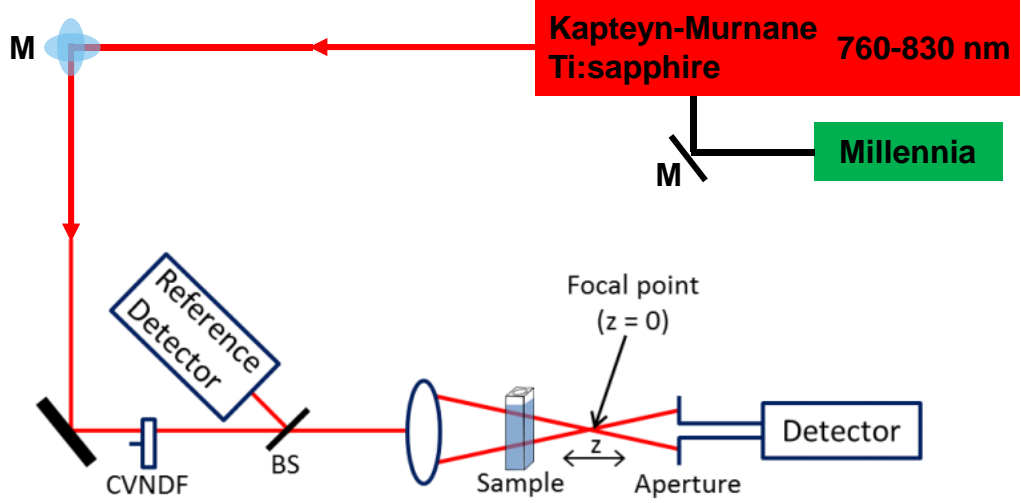 Kapteyn-Murnane
Ti:sapphire
760-830 nm
M
Millennia
M
Reference
Detector
Focal point
(z = 0)
z
Detector
BS
CVNDF
Sample
Aperture